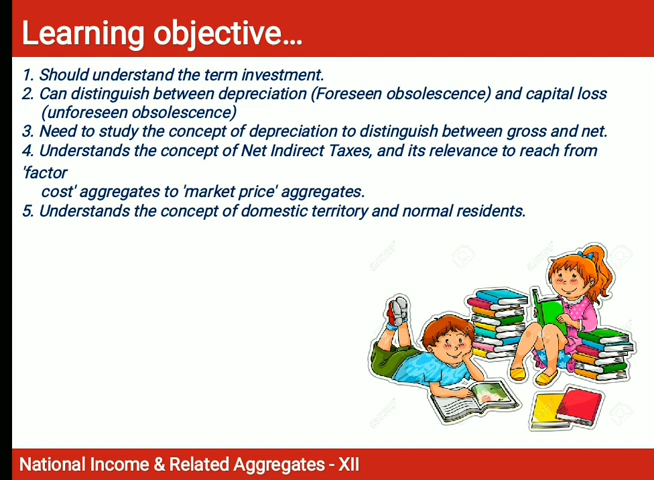 Learning objective...
1. Should understand the term investment.
2. Can distinguish between depreciation (Foreseen obsolescence) and capital loss
(unforeseen obsolescence)
3. Need to study the concept of depreciation to distinguish between gross and net.
4. Understands the concept of Net Indirect Taxes, and its relevance to reach from
'factor
cost' aggregates to 'market price' aggregates.
5. Understands the concept of domestic territory and normal residents.
National Income & Related Aggregates - XII